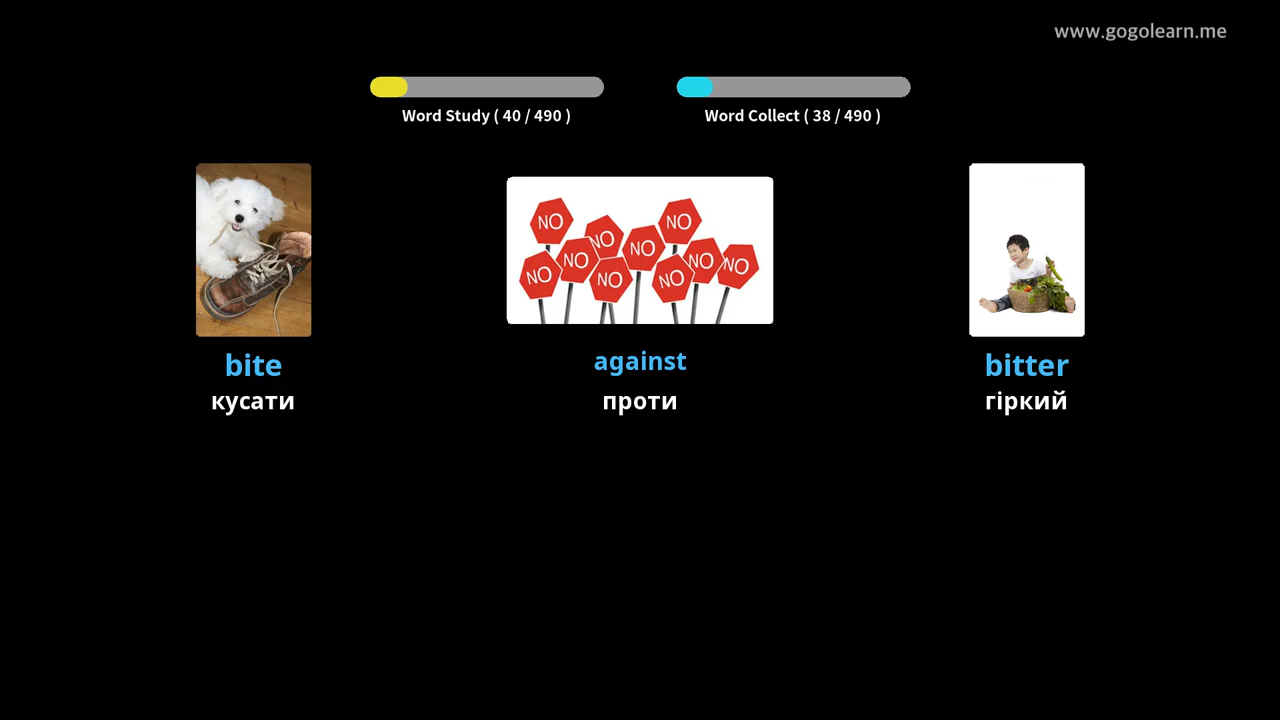 www.gogolearn.me
Word Study ( 40 / 490 )
Word Collect ( 38 / 490 )
NO
NO
NO
NO
NO
NO
NO
NO
NO
NO
bite
against
bitter
кусати
проти
гіркий